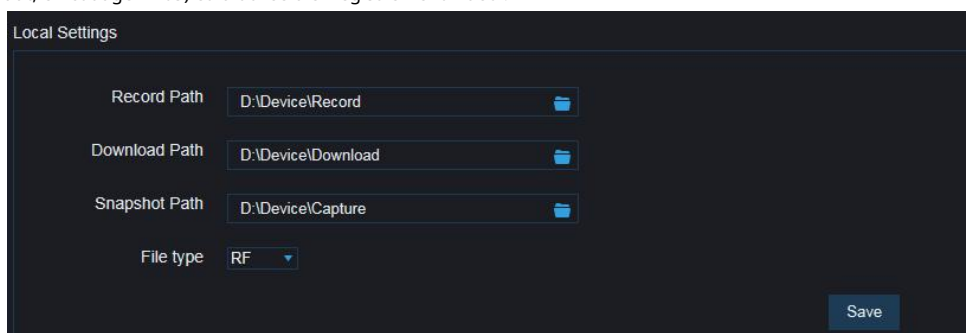 Local Settings
Record Path D:\Device\Record
Download Path D:\Device\Download
Snapshot Path D:\Device\Capture
File type RF
Save